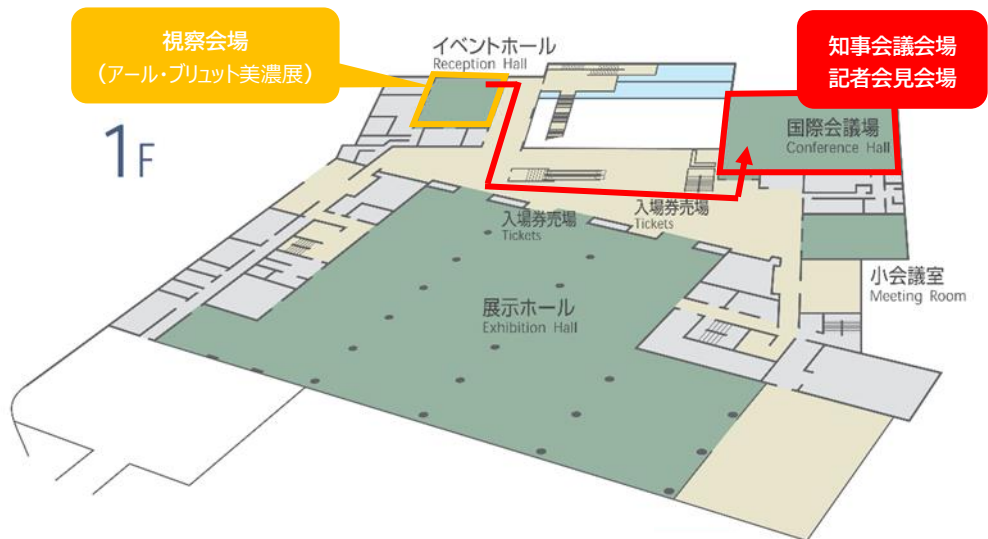 視察会場
（アール・ブリュット美濃展）
イベントホール
Reception Hall
知事会議会場
記者会見会場
1F
国際会議場
Conference Hall
入場券売場
Tickets
入場券売場
Tickets
小会議室
Meeting Room
展示ホール
Exhibition Hall